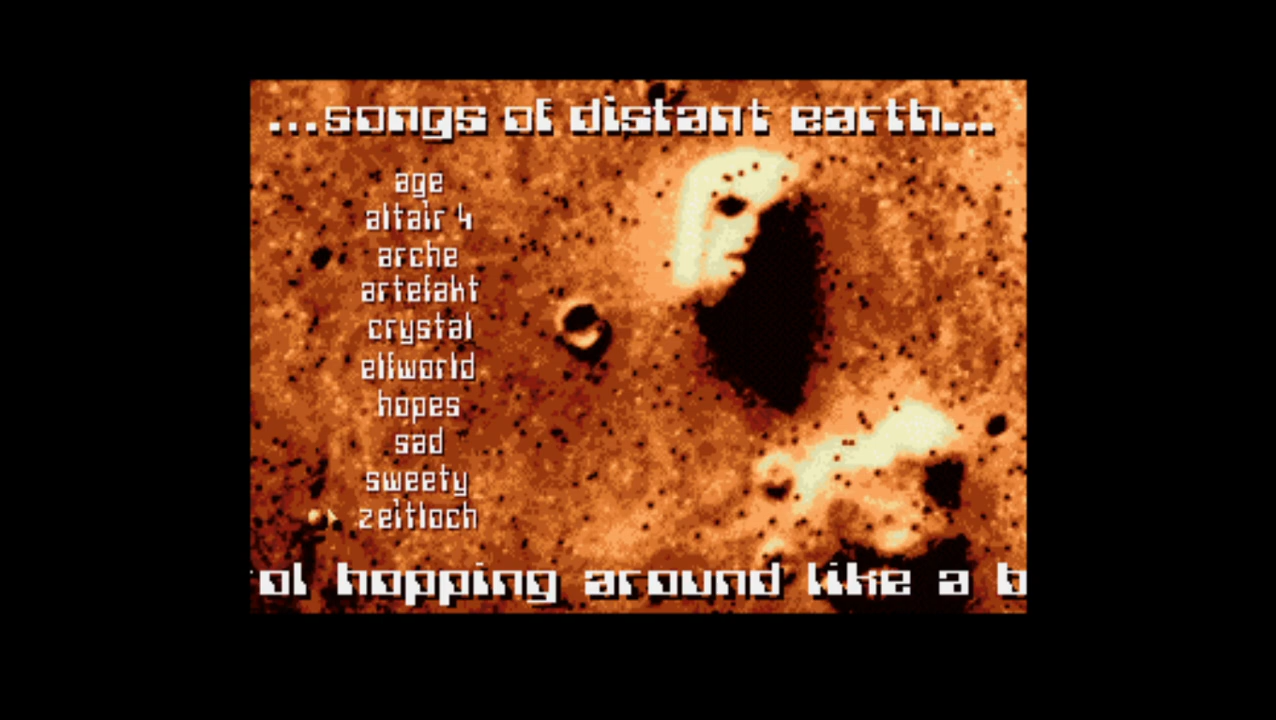 ...songs of distant earth...
age
altair 4
arche
artefakt
crystal
elfworld
hopes
sad
sweety
zeitloch
ol hopping around like a b